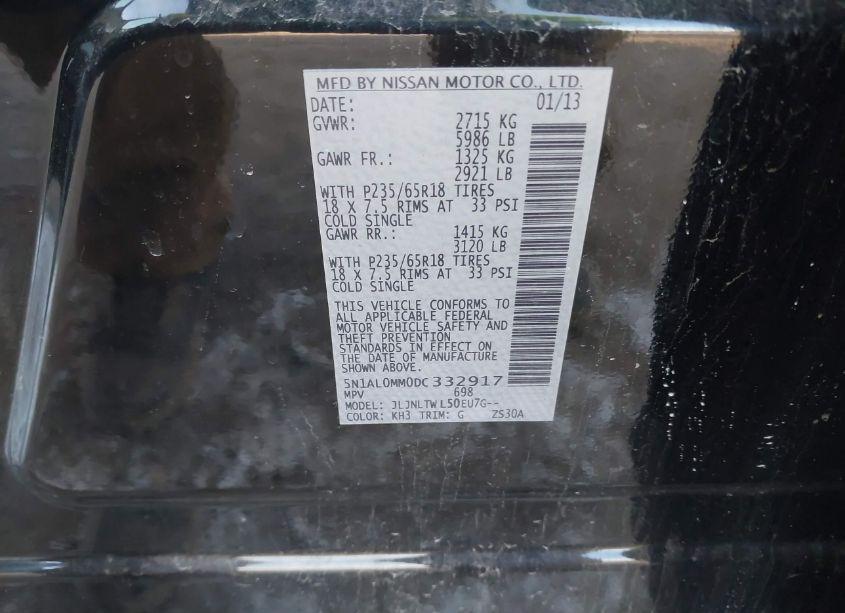 MFD BY NISSAN MOTOR CO., LTD.
DATE: 01/13
GVWR: 2715 KG
5986 LB
GAWR FR.: 1325 KG
2921 LB
WITH P235/65R18 TIRES
18 X 7.5 RIMS AT 33 PSI
COLD SINGLE
GAWR RR.: 1415 KG
3120 LB
WITH P235/65R18 TIRES
18 X 7.5 RIMS AT 33 PSI
COLD SINGLE
THIS VEHICLE CONFORMS TO
ALL APPLICABLE FEDERAL
MOTOR VEHICLE SAFETY AND
THEFT PREVENTION
STANDARDS IN EFFECT ON
THE DATE OF MANUFACTURE
SHOWN ABOVE.
5N1AL0MM0DC332917
MPV 698
MODEL: JLJNLTWL50EU7G--
COLOR: KH3 TRIM: G ZS30A